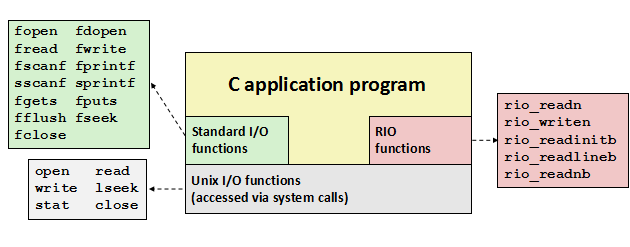 fopen fdopen
fread fwrite
fscanf fprintf
sscanf sprintf
fgets fputs
fflush fseek
fclose
C application program
Standard I/O
functions
RIO
functions
rio_readn
rio_writen
rio_readinitb
rio_readlineb
rio_readnb
open read
write lseek
stat close
Unix I/O functions
(accessed via system calls)